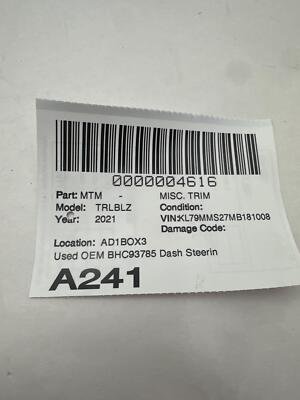 0000004616
Part: MTM - MISC. TRIM
Model: TRLBLZ Condition:
Year: 2021 VIN:KL79MMS27MB181008
Damage Code:
Location: AD1BOX3
Used OEM BHC93785 Dash Steerin
A241